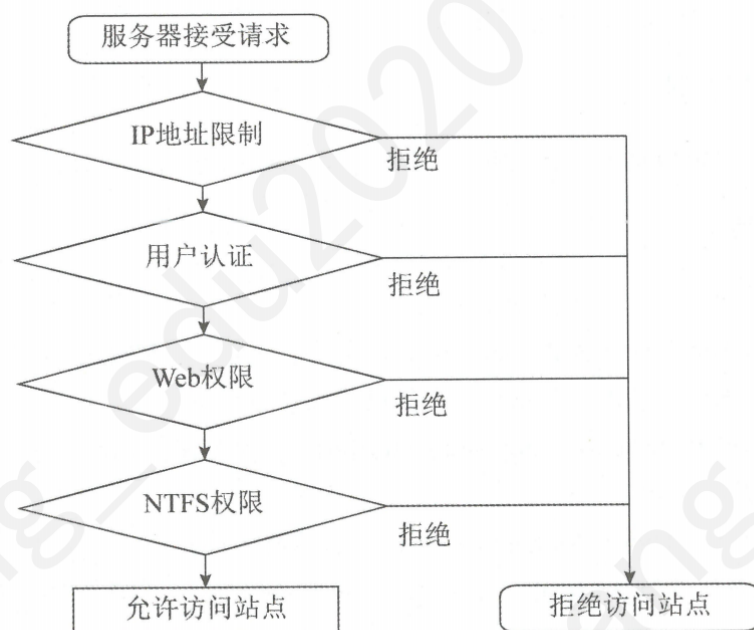 服务器接受请求
IP地址限制
拒绝
用户认证
拒绝
Web权限
拒绝
NTFS权限
拒绝
允许访问站点
拒绝访问站点
edu2020